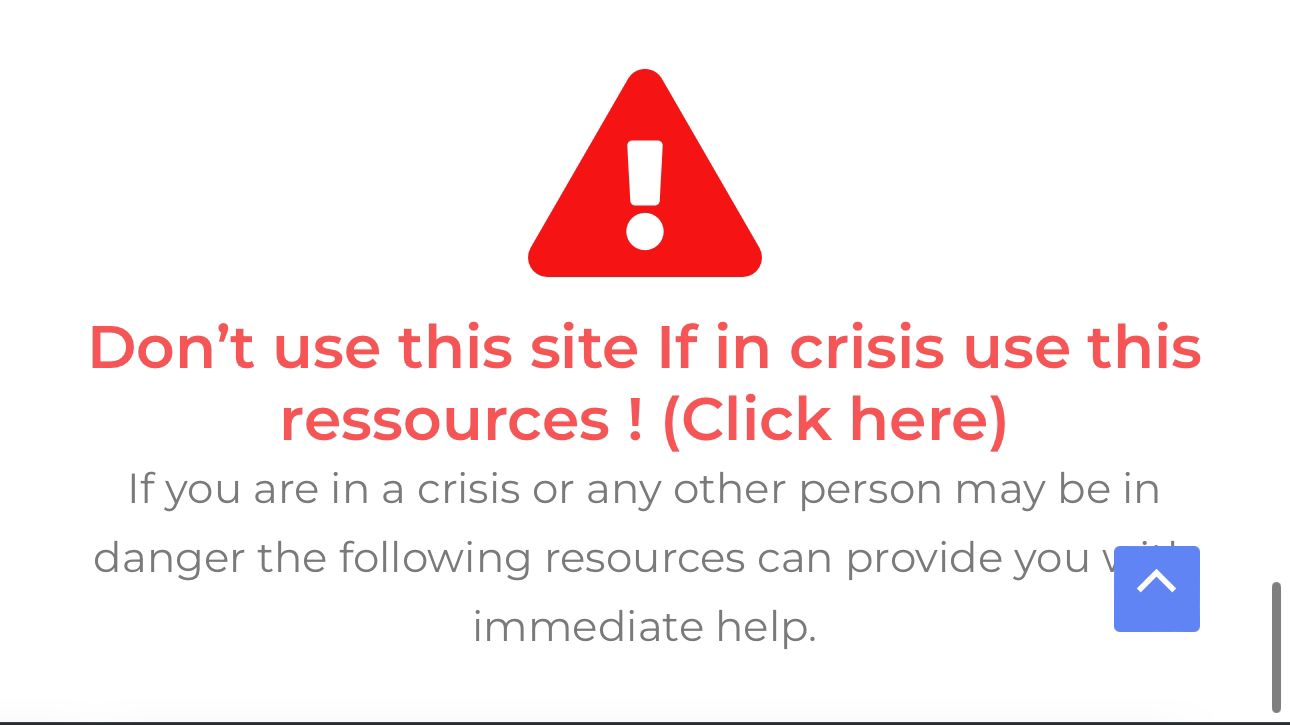 Don’t use this site If in crisis use this
ressources ! (Click here)
If you are in a crisis or any other person may be in
danger the following resources can provide you
immediate help.